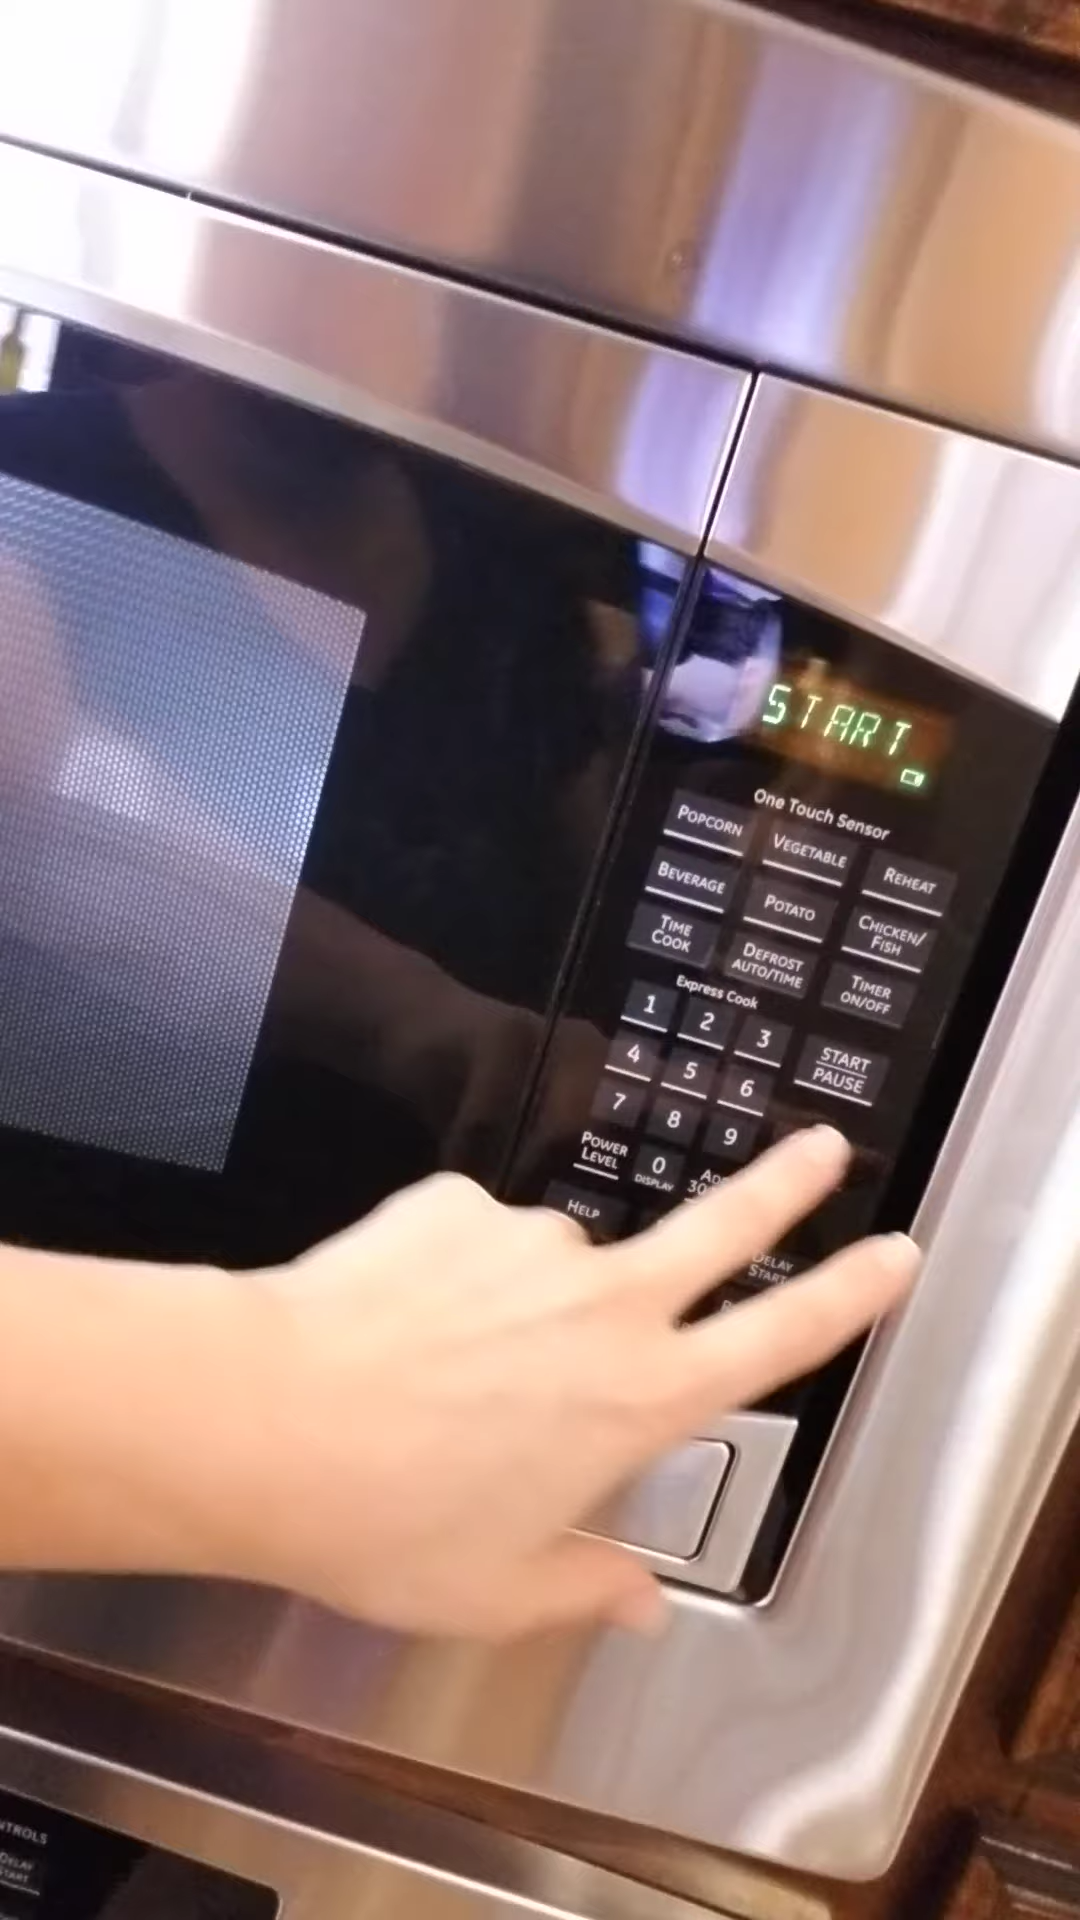 START
One Touch Sensor
POPCORN
VEGETABLE
REHEAT
BEVERAGE
POTATO
CHICKEN/
FISH
TIME
COOK
DEFROST
AUTO/TIME
TIMER
ON/OFF
Express Cook
1
2
3
START
PAUSE
4
5
6
7
8
9
POWER
LEVEL
0
DISPLAY
HELP
DELAY
START
DELAY
START